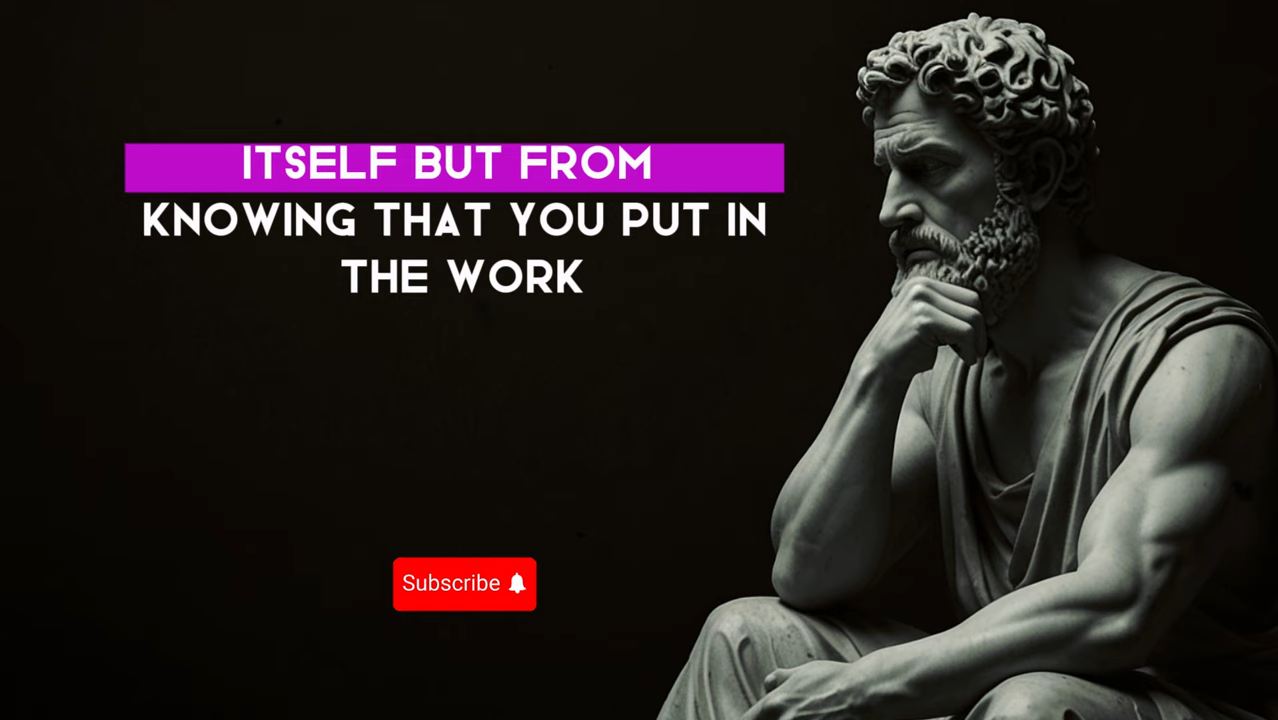 ITSELF BUT FROM
KNOWING THAT YOU PUT IN
THE WORK
Subscribe